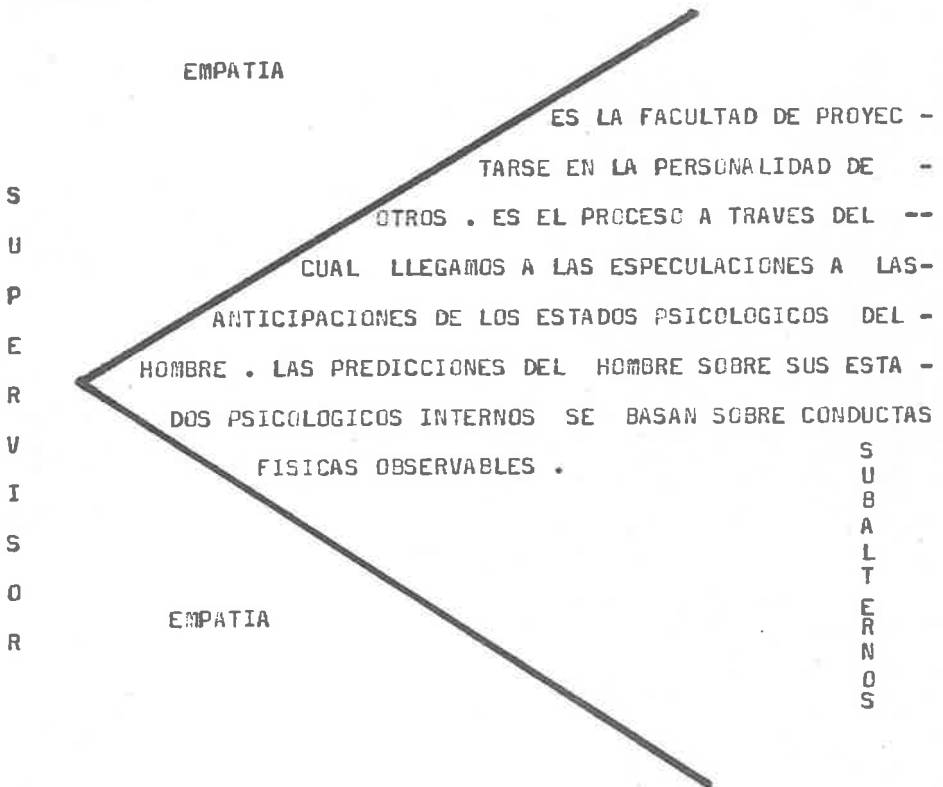 EMPATIA
ES LA FACULTAD DE PROYEC -
TARSE EN LA PERSONALIDAD DE -
OTROS . ES EL PROCESO A TRAVES DEL --
CUAL LLEGAMOS A LAS ESPECULACIONES A LAS-
ANTICIPACIONES DE LOS ESTADOS PSICOLOGICOS DEL -
HOMBRE . LAS PREDICCIONES DEL HOMBRE SOBRE SUS ESTA -
DOS PSICOLOGICOS INTERNOS SE BASAN SOBRE CONDUCTAS
FISICAS OBSERVABLES .
EMPATIA
SUPERVISOR
SUBALTERNOS